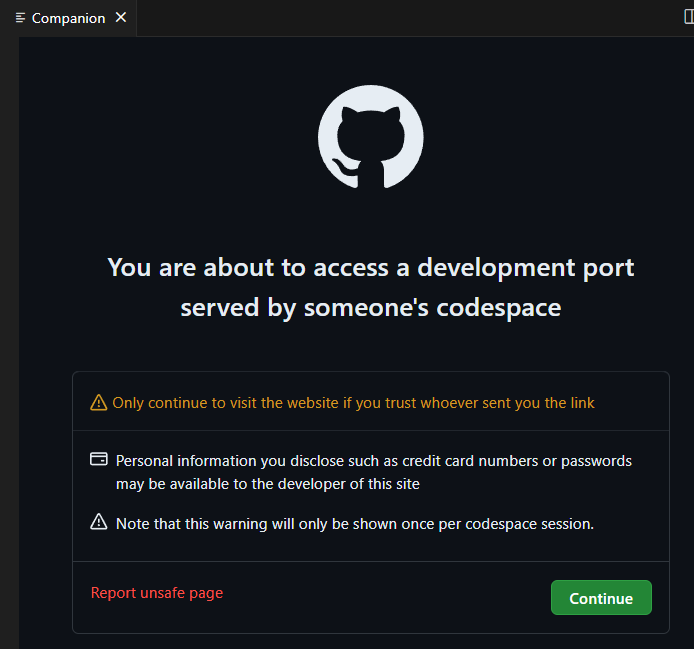 Companion
You are about to access a development port
served by someone's codespace
Only continue to visit the website if you trust whoever sent you the link
Personal information you disclose such as credit card numbers or passwords
may be available to the developer of this site
Note that this warning will only be shown once per codespace session.
Report unsafe page
Continue